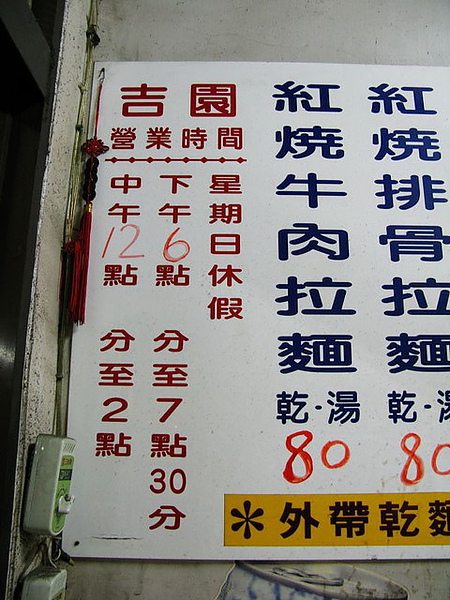 吉園
營業時間
星期日休假
下午6點 分至7點30分
中午12點 分至2點
紅燒排骨拉麵 乾·湯 80
紅燒牛肉拉麵 乾·湯 80
*外帶乾麵